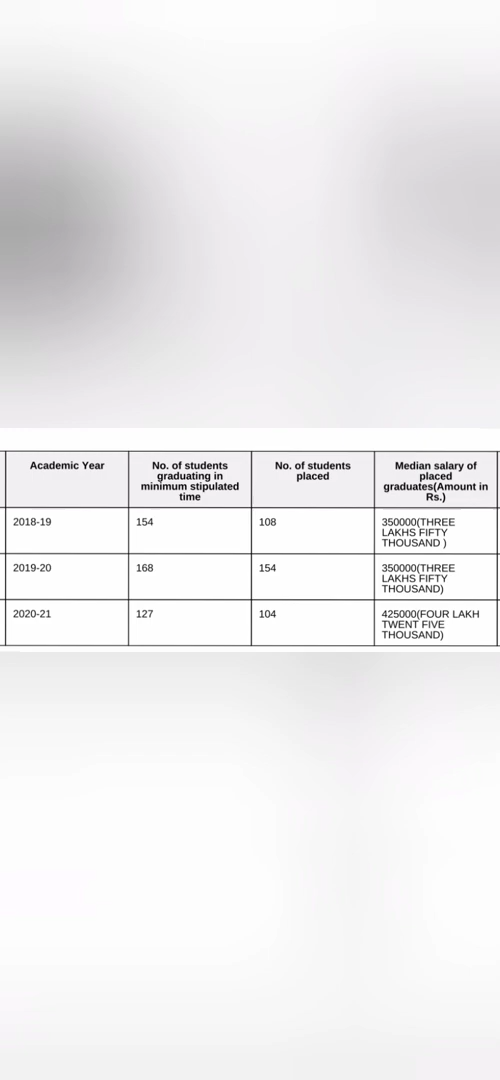 Academic Year
No. of students
graduating in
minimum stipulated
time
No. of students
placed
Median salary of
placed
graduates(Amount in
Rs.)
2018-19
154
108
350000(THREE
LAKHS FIFTY
THOUSAND )
2019-20
168
154
350000(THREE
LAKHS FIFTY
THOUSAND)
2020-21
127
104
425000(FOUR LAKH
TWENT FIVE
THOUSAND)